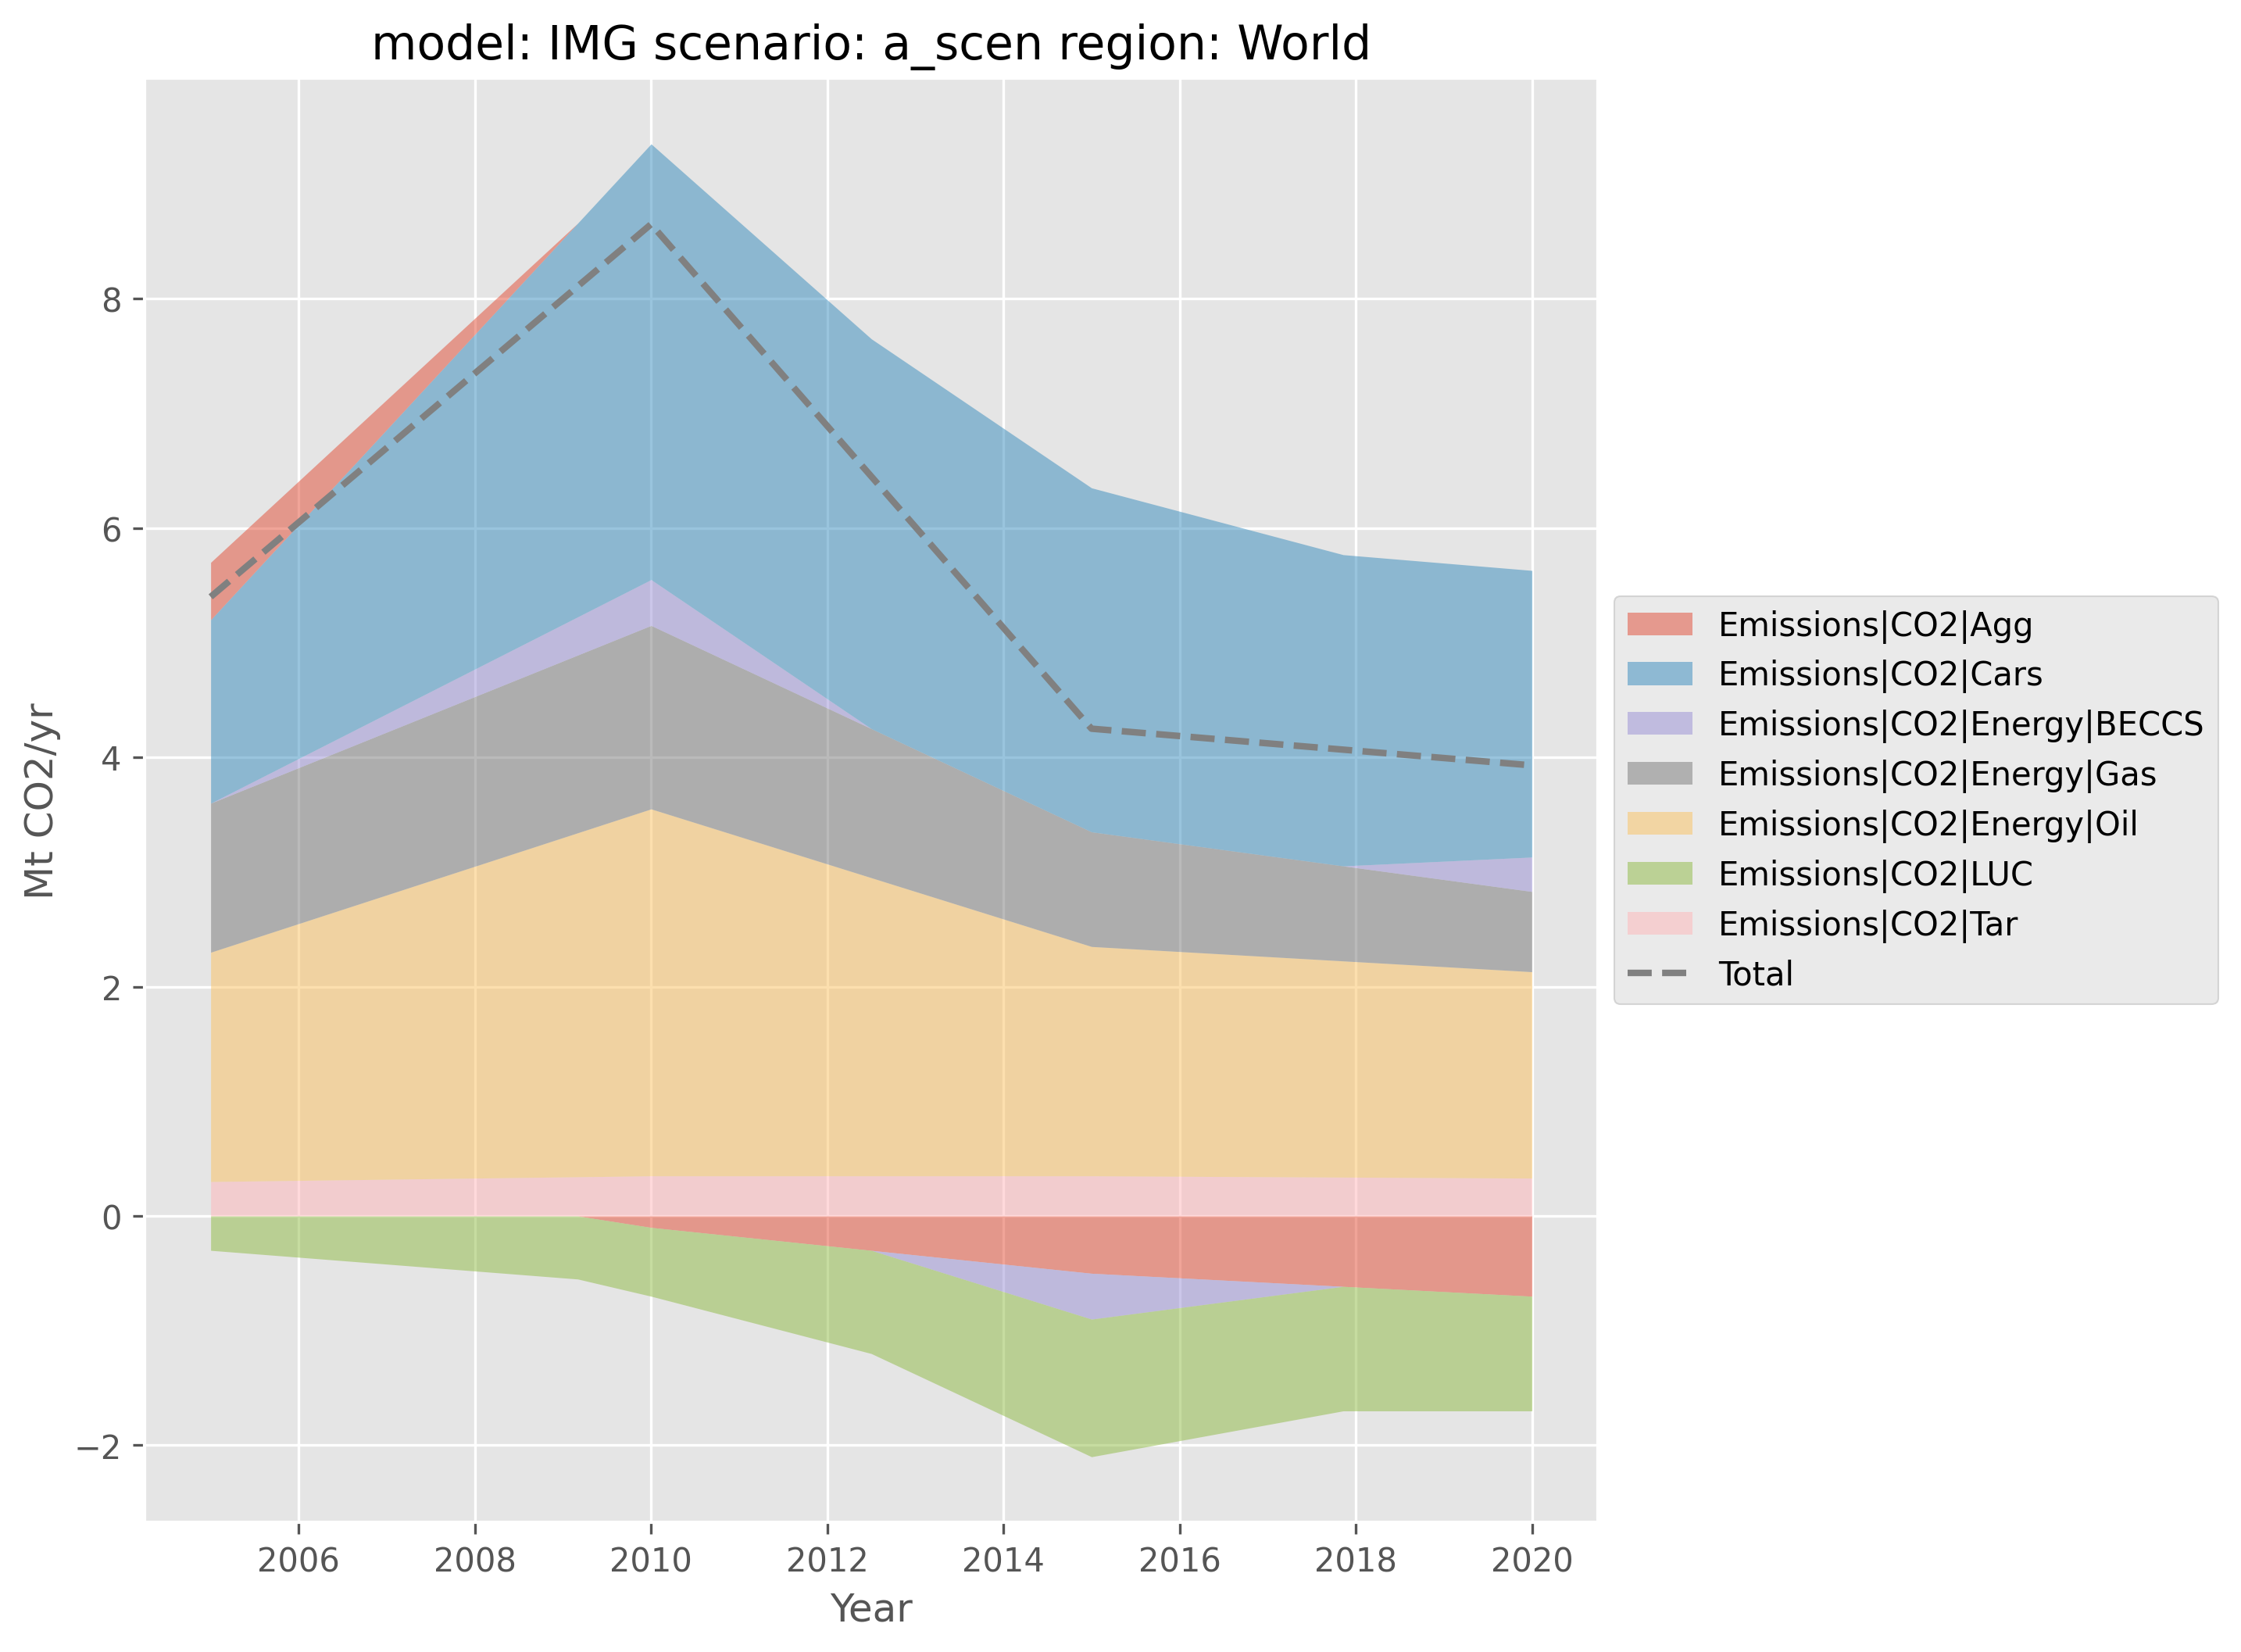 model: IMG scenario: a_scen region: World
Mt CO2/yr
8
6
4
2
0
−2
2006 2008 2010 2012 2014 2016 2018 2020
Year
Emissions|CO2|Agg
Emissions|CO2|Cars
Emissions|CO2|Energy|BECCS
Emissions|CO2|Energy|Gas
Emissions|CO2|Energy|Oil
Emissions|CO2|LUC
Emissions|CO2|Tar
Total